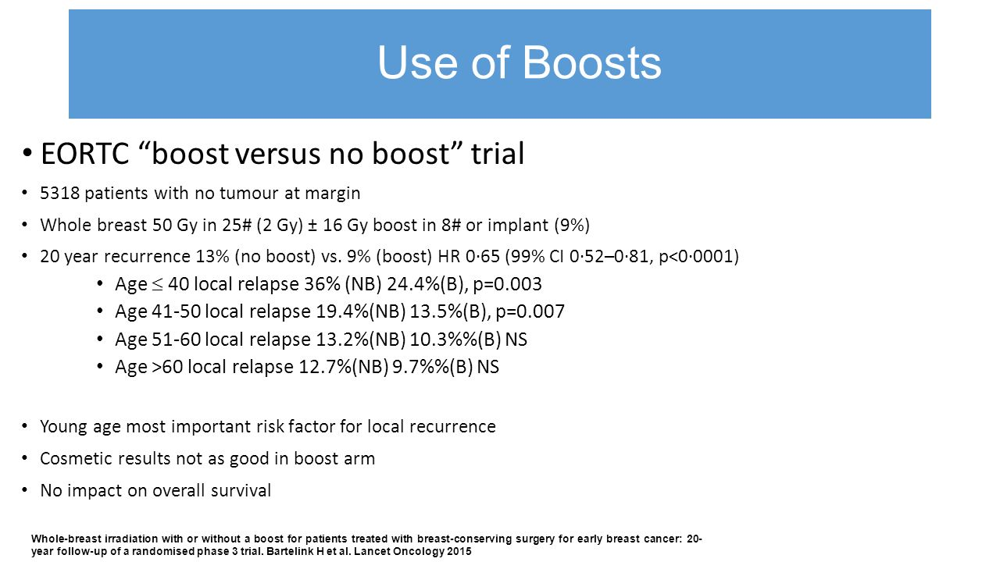 Use of Boosts
• EORTC “boost versus no boost” trial
• 5318 patients with no tumour at margin
• Whole breast 50 Gy in 25# (2 Gy) ± 16 Gy boost in 8# or implant (9%)
• 20 year recurrence 13% (no boost) vs. 9% (boost) HR 0·65 (99% CI 0·52–0·81, p<0·0001)
• Age ≤ 40 local relapse 36% (NB) 24.4%(B), p=0.003
• Age 41-50 local relapse 19.4%(NB) 13.5%(B), p=0.007
• Age 51-60 local relapse 13.2%(NB) 10.3%%(B) NS
• Age >60 local relapse 12.7%(NB) 9.7%%(B) NS
• Young age most important risk factor for local recurrence
• Cosmetic results not as good in boost arm
• No impact on overall survival
Whole-breast irradiation with or without a boost for patients treated with breast-conserving surgery for early breast cancer: 20-
year follow-up of a randomised phase 3 trial. Bartelink H et al. Lancet Oncology 2015